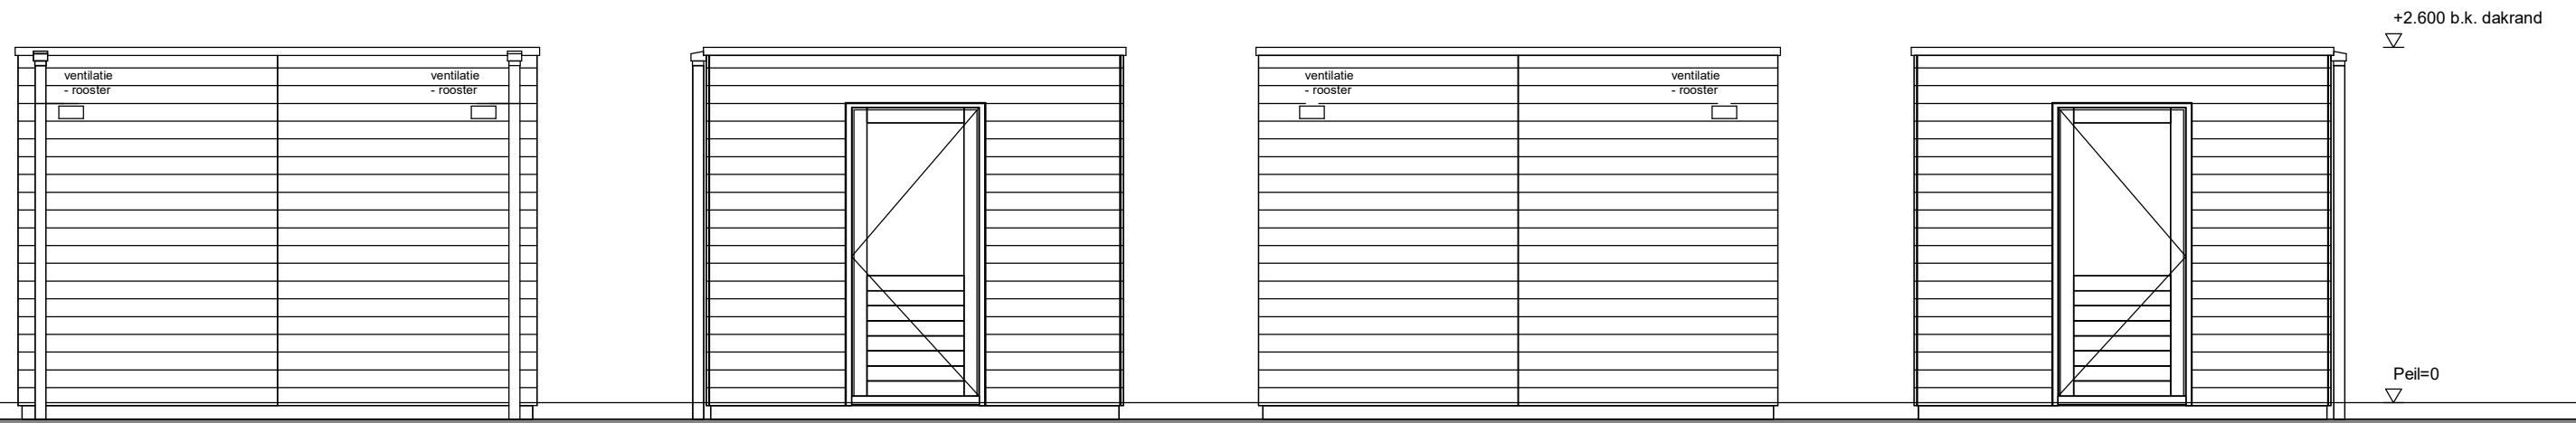 +2.600 b.k. dakrand
ventilatie
- rooster
ventilatie
- rooster
ventilatie
- rooster
ventilatie
- rooster
Peil=0